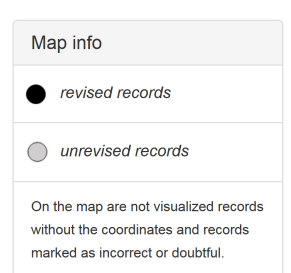 Map info
revised records
unrevised records
On the map are not visualized records
without the coordinates and records
marked as incorrect or doubtful.